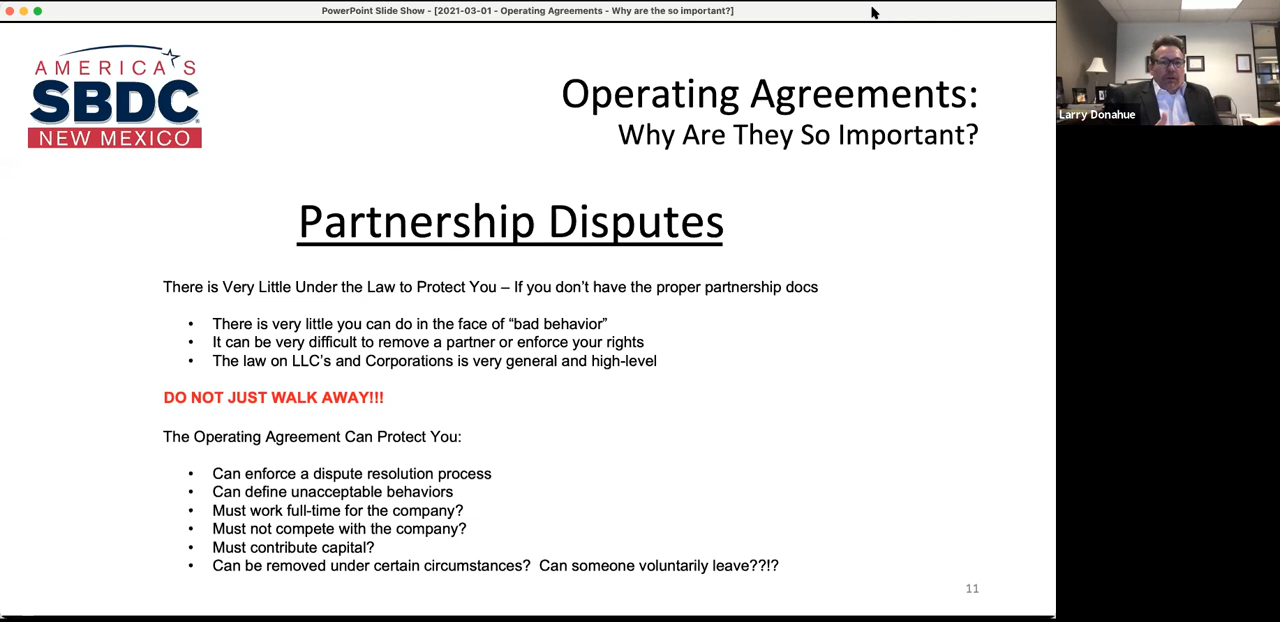 PowerPoint Slide Show - [2021-03-01 - Operating Agreements - Why are the so important?]
AMERICA'S
SBDC
NEW MEXICO
Operating Agreements:
Why Are They So Important?
Larry Donahue
Partnership Disputes
There is Very Little Under the Law to Protect You – If you don't have the proper partnership docs
• There is very little you can do in the face of “bad behavior”
• It can be very difficult to remove a partner or enforce your rights
• The law on LLC's and Corporations is very general and high-level
DO NOT JUST WALK AWAY!!!
The Operating Agreement Can Protect You:
• Can enforce a dispute resolution process
• Can define unacceptable behaviors
• Must work full-time for the company?
• Must not compete with the company?
• Must contribute capital?
• Can be removed under certain circumstances? Can someone voluntarily leave??!?
11